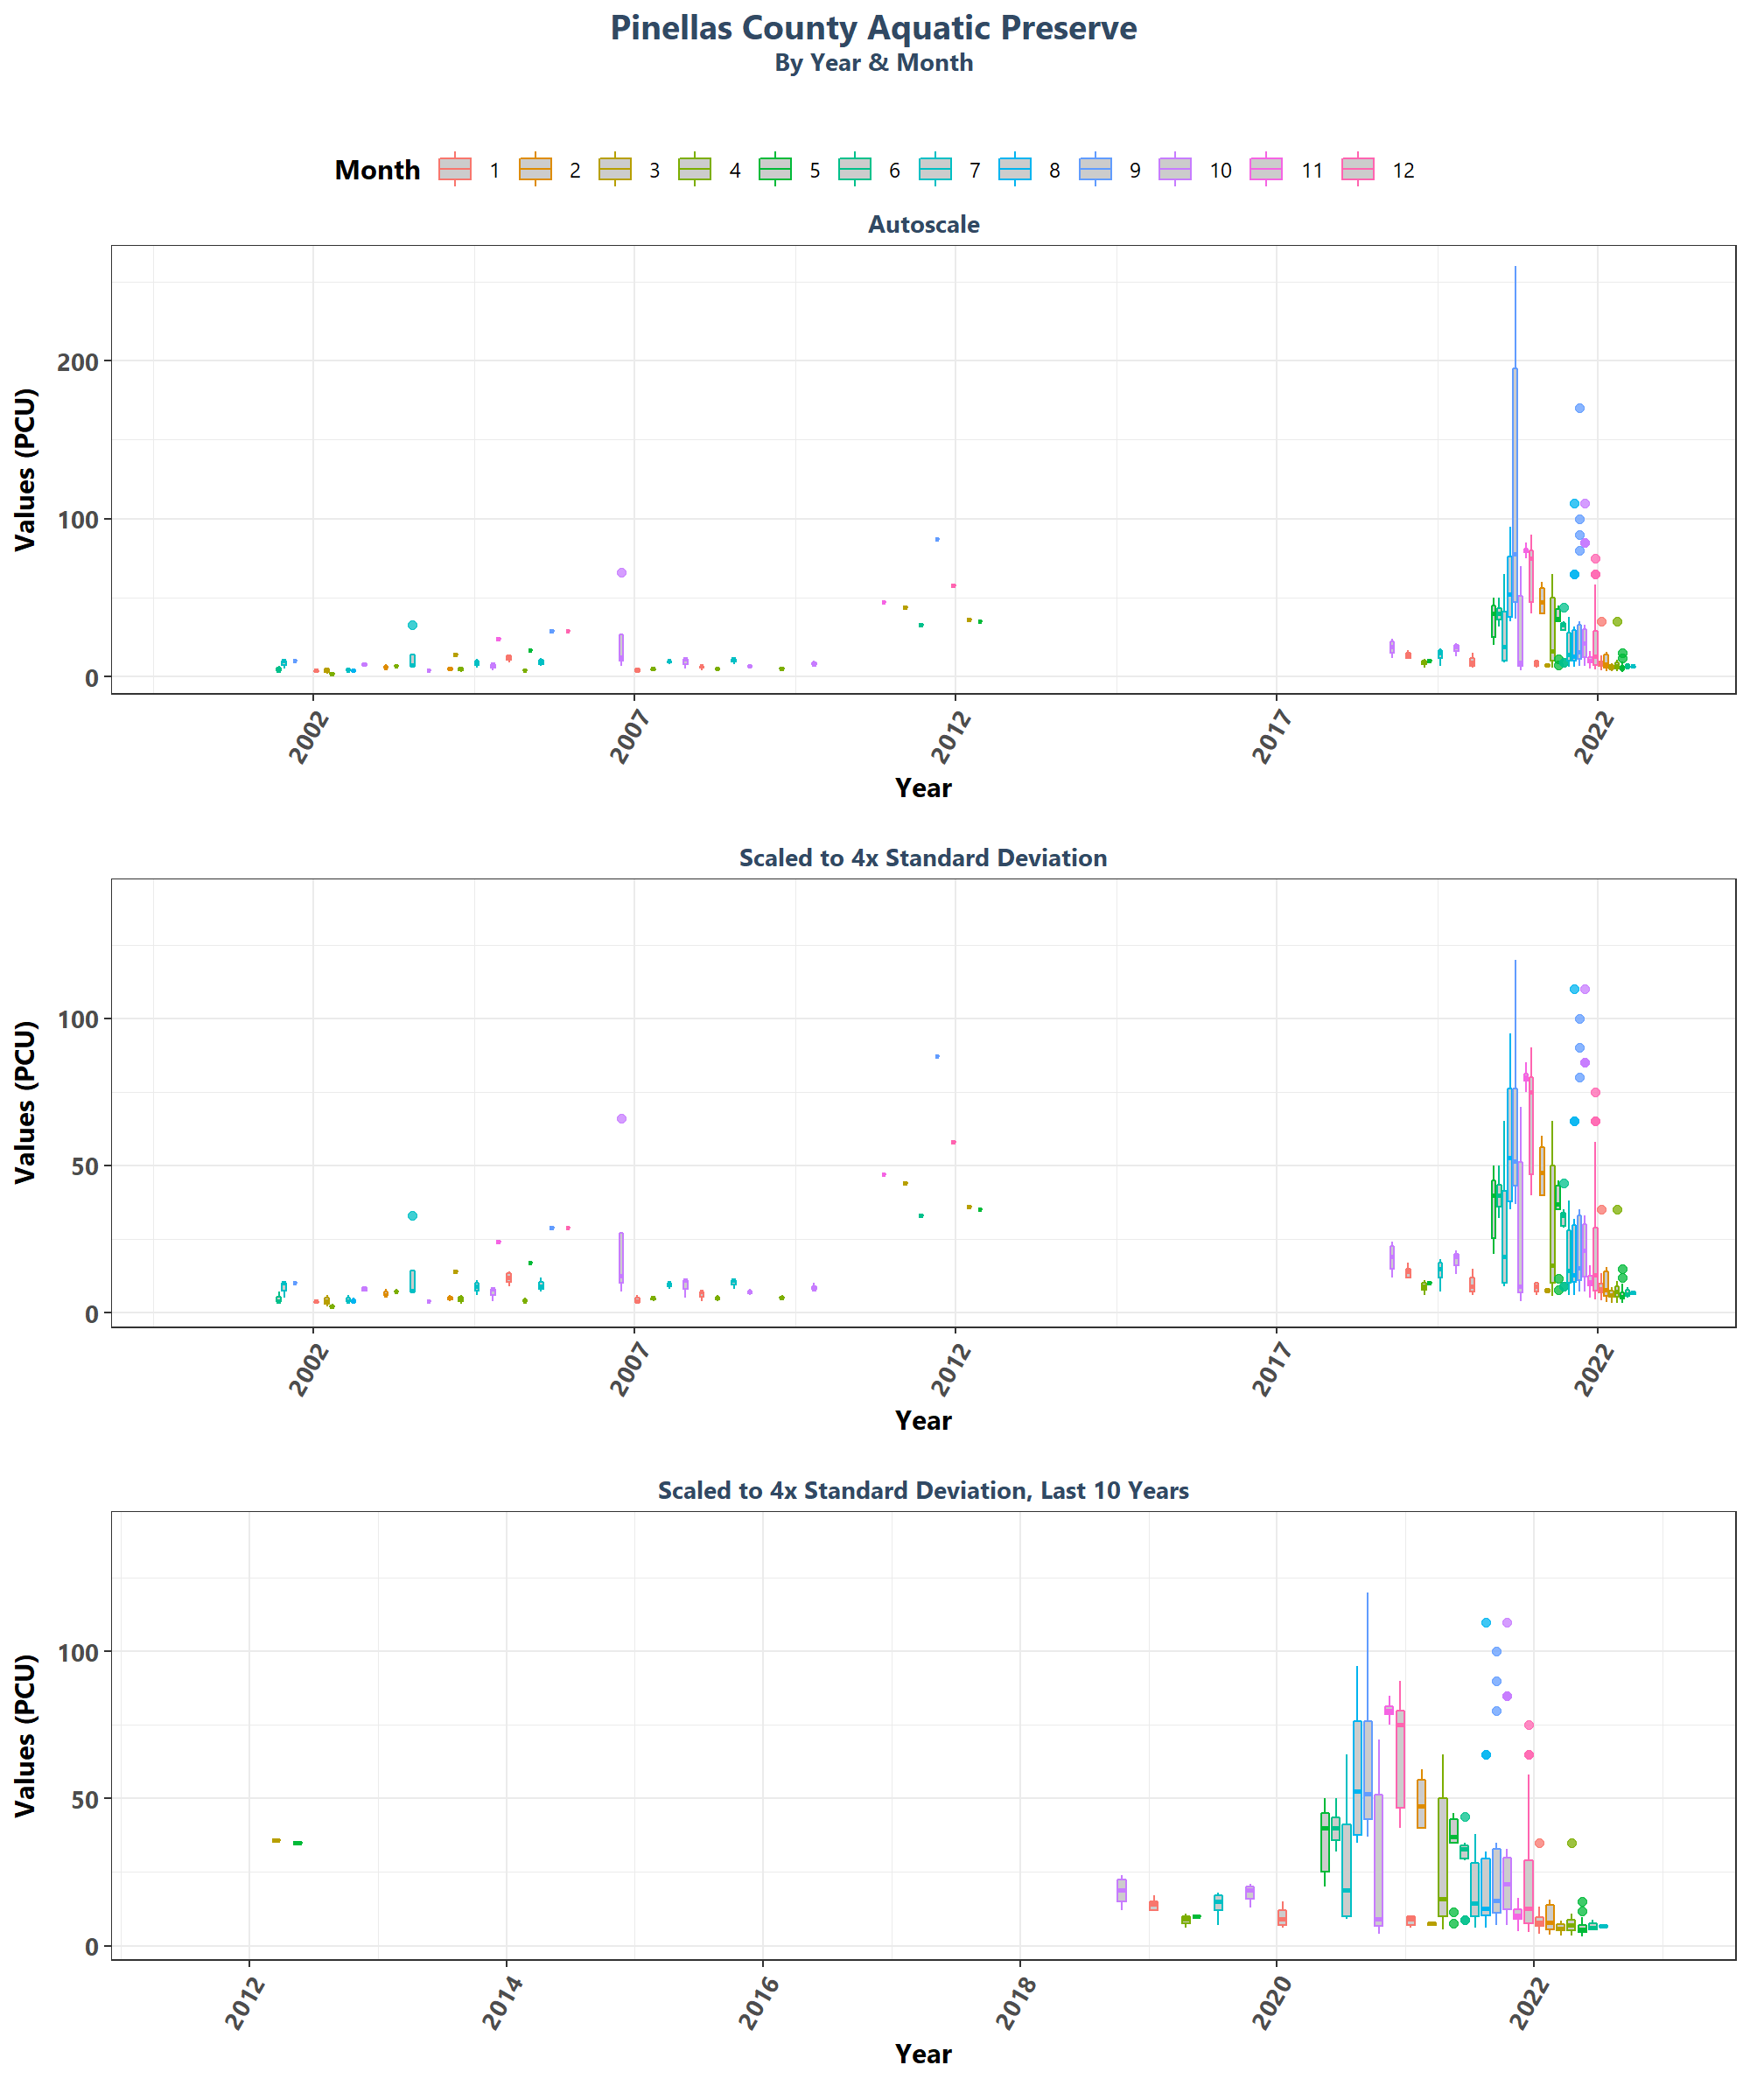 Pinellas County Aquatic Preserve
By Year & Month
Month 1 2 3 4 5 6 7 8 9 10 11 12
Autoscale
Values (PCU)
200
100
0
2002 2007 2012 2017 2022
Year
Scaled to 4x Standard Deviation
Values (PCU)
100
50
0
2002 2007 2012 2017 2022
Year
Scaled to 4x Standard Deviation, Last 10 Years
Values (PCU)
100
50
0
2012 2014 2016 2018 2020 2022
Year